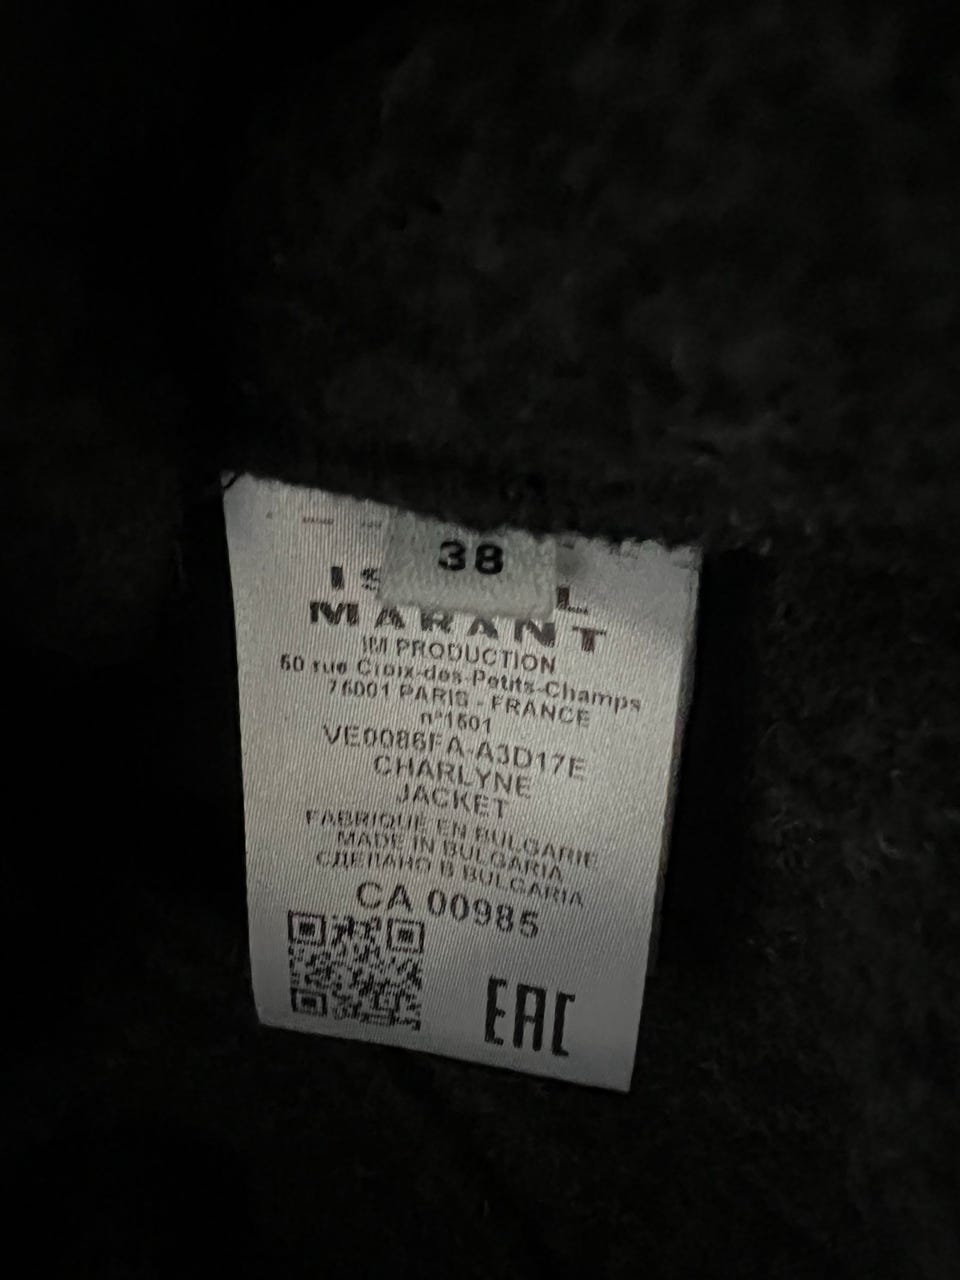 38
MARANT
IM PRODUCTION
50 rue Croix-des-Petits-Champs
75001 PARIS - FRANCE
n°1501
VE0086FA-A3D17E
CHARLYNE
JACKET
FABRIQUE EN BULGARIE
MADE IN BULGARIA
СДЕЛАНО В BULGARIA
CA 00985
EAC